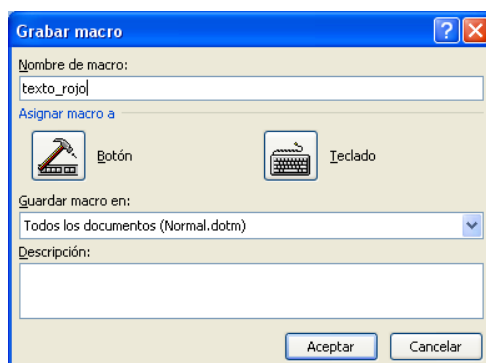 Grabar macro
Nombre de macro:
texto_rojo
Asignar macro a
Botón
Teclado
Guardar macro en:
Todos los documentos (Normal.dotm)
Descripción:
Aceptar
Cancelar